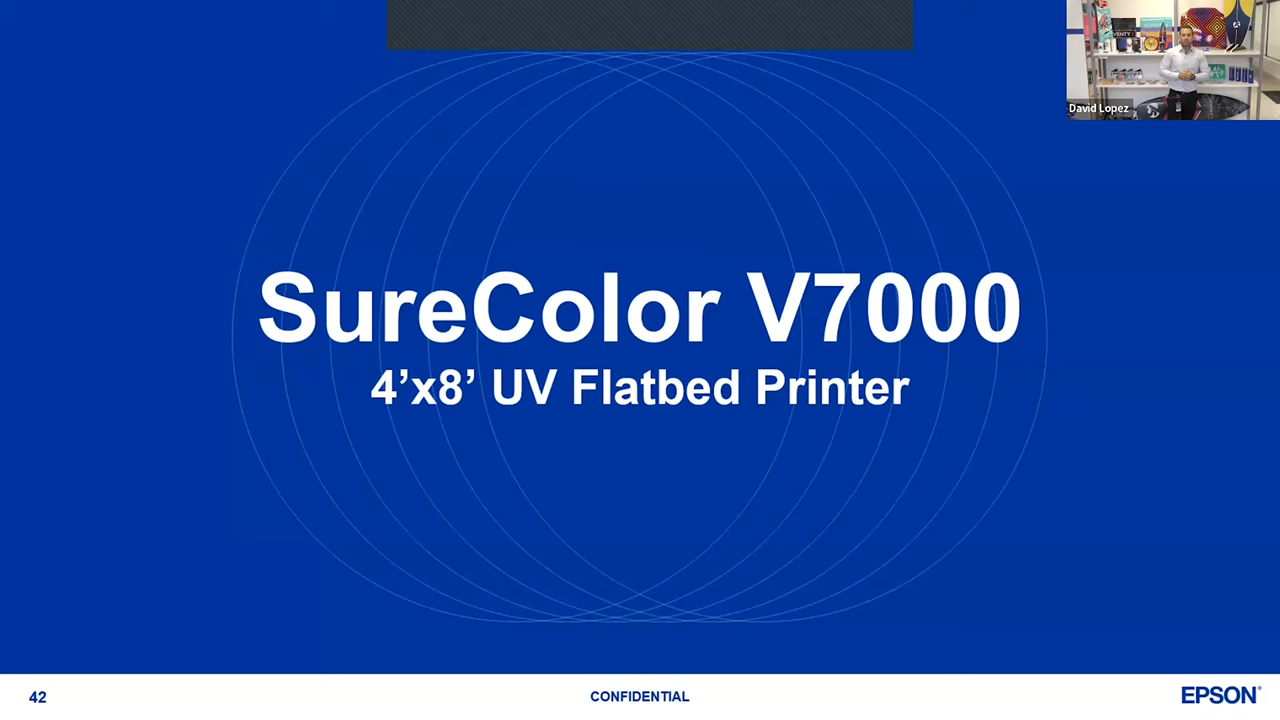 David Lopez
SureColor V7000
4’x8’ UV Flatbed Printer
42
CONFIDENTIAL
EPSON®